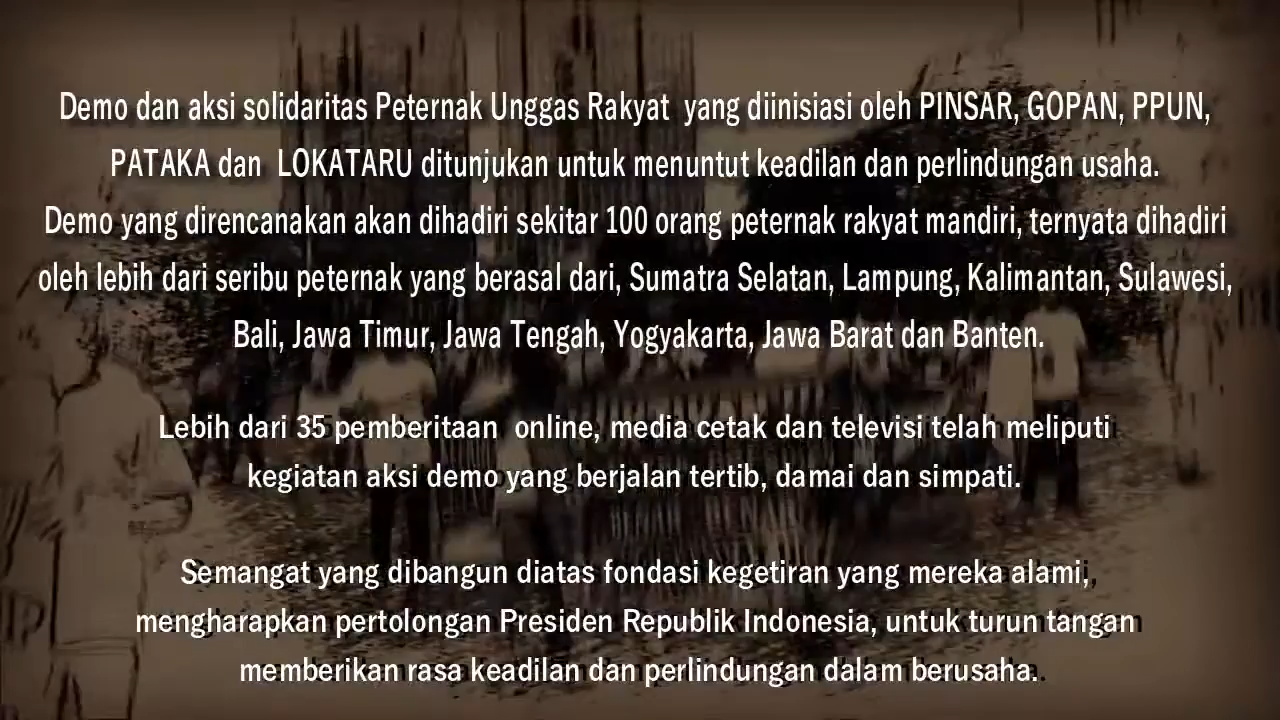 Demo dan aksi solidaritas Peternak Unggas Rakyat yang diinisiasi oleh PINSAR, GOPAN, PPUN,
PATAKA dan LOKATARU ditunjukan untuk menuntut keadilan dan perlindungan usaha.
Demo yang direncanakan akan dihadiri sekitar 100 orang peternak rakyat mandiri, ternyata dihadiri
oleh lebih dari seribu peternak yang berasal dari, Sumatra Selatan, Lampung, Kalimantan, Sulawesi,
Bali, Jawa Timur, Jawa Tengah, Yogyakarta, Jawa Barat dan Banten.
Lebih dari 35 pemberitaan online, media cetak dan televisi telah meliputi
kegiatan aksi demo yang berjalan tertib, damai dan simpati.
Semangat yang dibangun diatas fondasi kegetiran yang mereka alami,
mengharapkan pertolongan Presiden Republik Indonesia, untuk turun tangan
memberikan rasa keadilan dan perlindungan dalam berusaha.